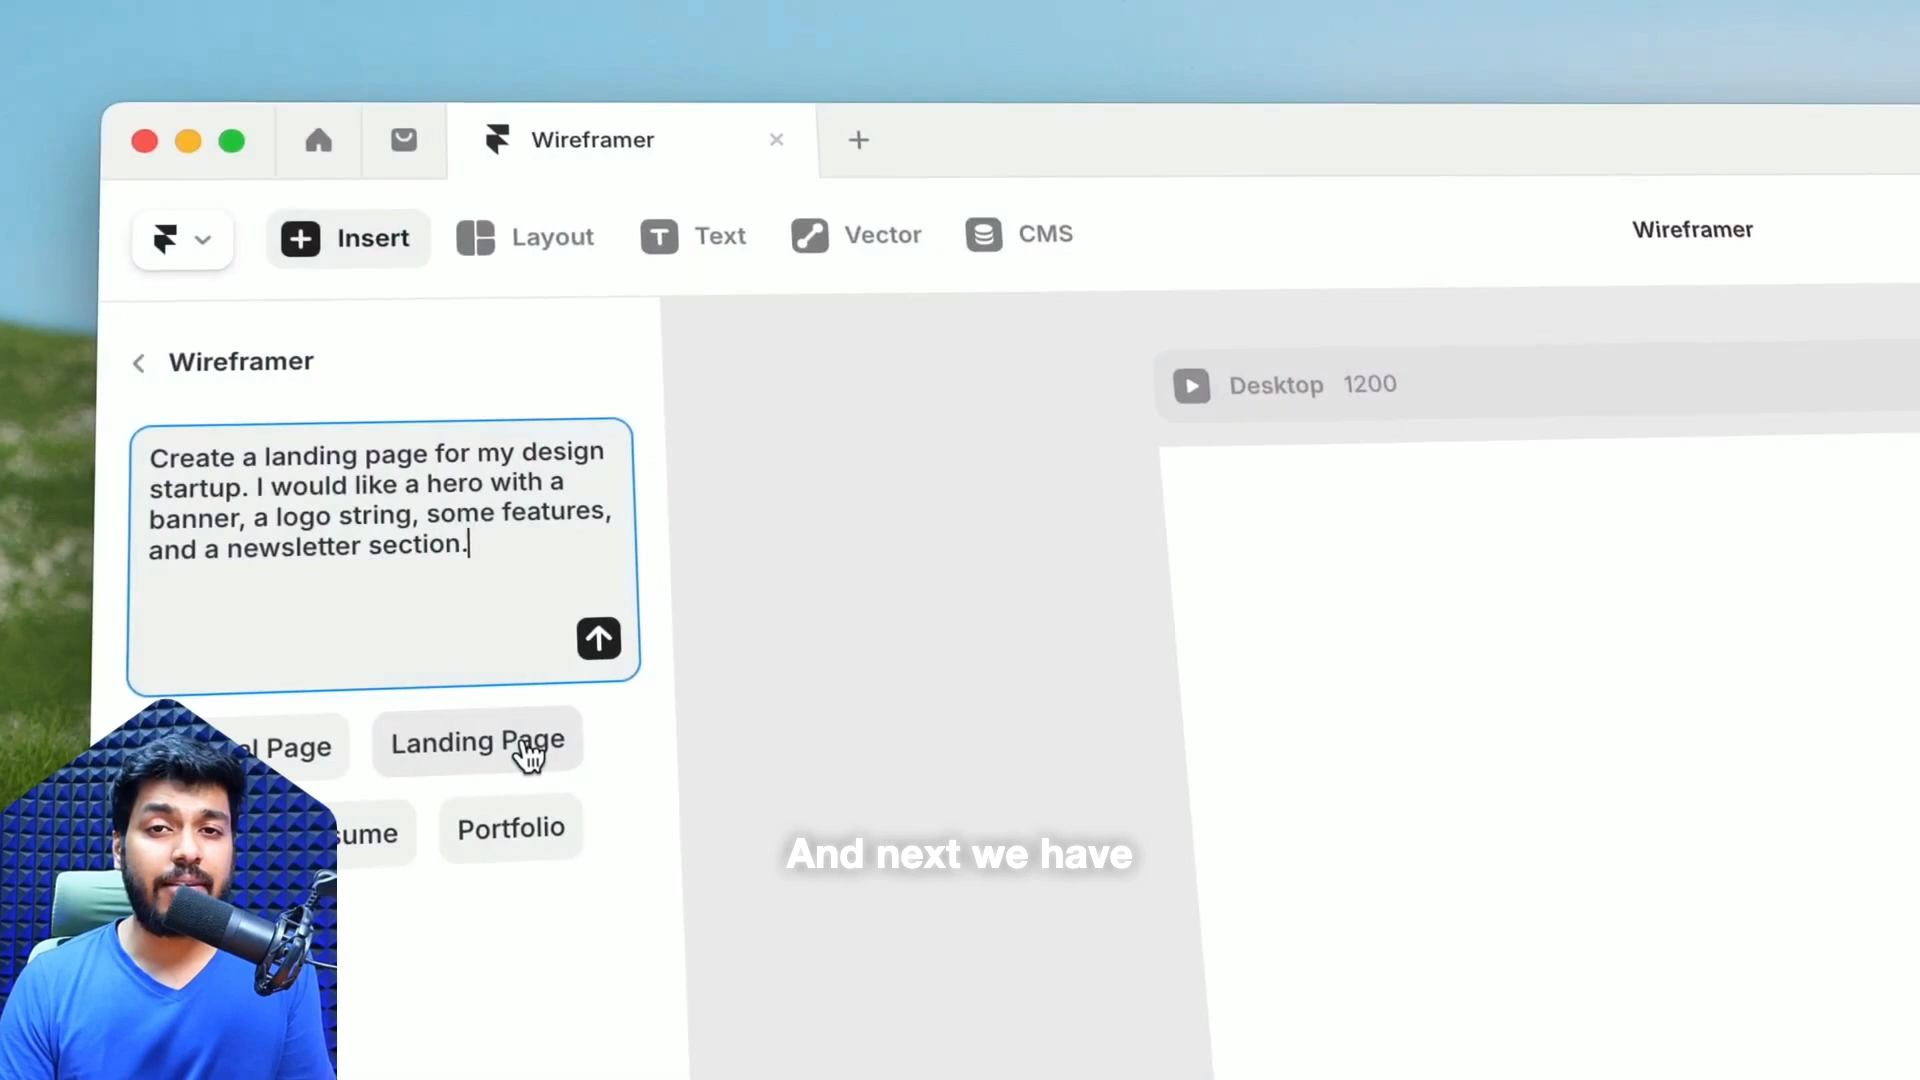 Wireframer
Insert
Layout
Text
Vector
CMS
Wireframer
Wireframer
Desktop 1200
Create a landing page for my design
startup. I would like a hero with a
banner, a logo string, some features,
and a newsletter section.
Page
Landing Page
Portfolio
And next we have